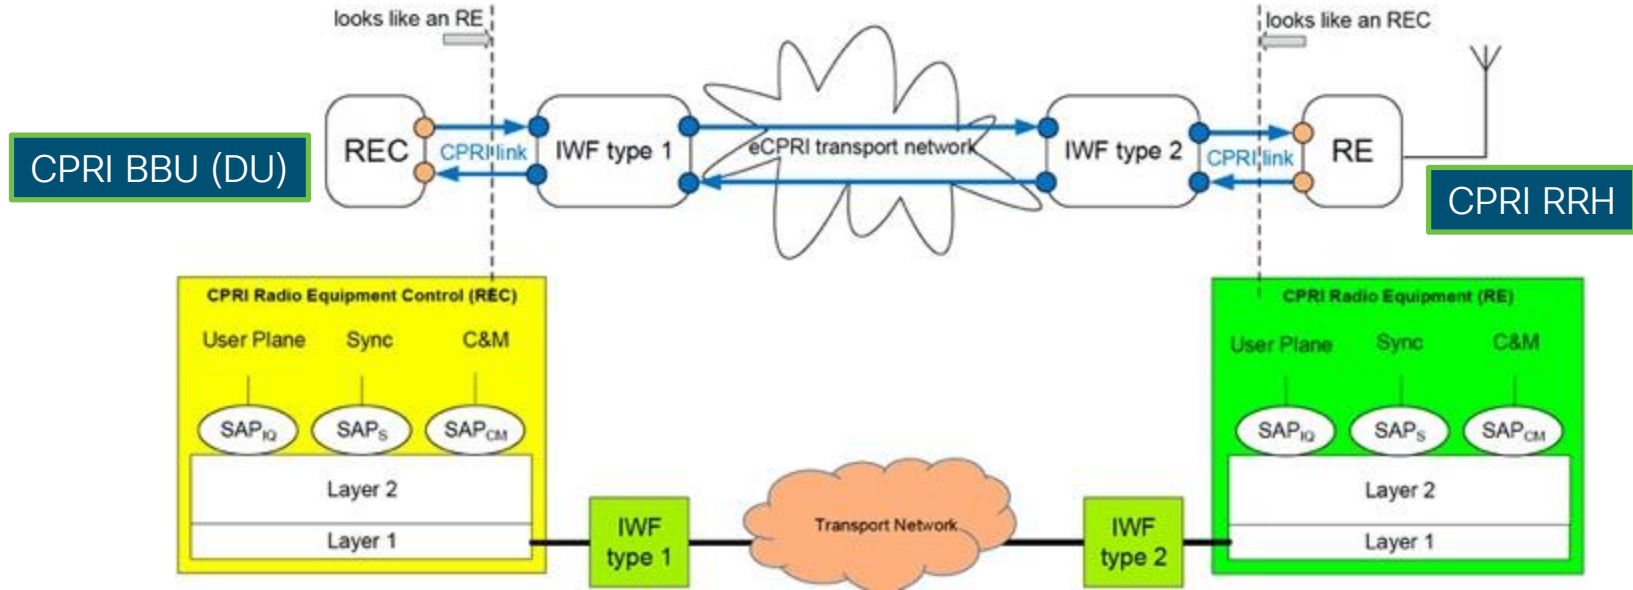 looks like an RE
looks like an REC
REC
CPRI link
IWF type 1
eCPRI transport network
IWF type 2
CPRI link
RE
CPRI BBU (DU)
CPRI RRH
CPRI Radio Equipment Control (REC)
User Plane
Sync
C&M
SAPIQ
SAPS
SAPCM
Layer 2
Layer 1
IWF
type 1
Transport Network
IWF
type 2
CPRI Radio Equipment (RE)
User Plane
Sync
C&M
SAPIQ
SAPS
SAPCM
Layer 2
Layer 1